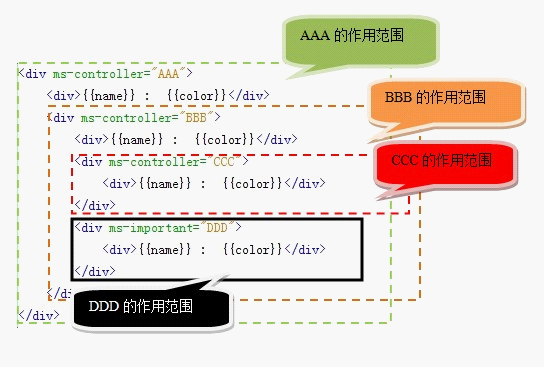 AAA 的作用范围
<div ms-controller="AAA">
<div>{{name}} :  {{color}}</div>
BBB 的作用范围
<div ms-controller="BBB">
<div>{{name}} :  {{color}}</div>
CCC 的作用范围
<div ms-controller="CCC">
<div>{{name}} :  {{color}}</div>
</div>
<div ms-important="DDD">
<div>{{name}} :  {{color}}</div>
</div>
</di
DDD 的作用范围
</div>